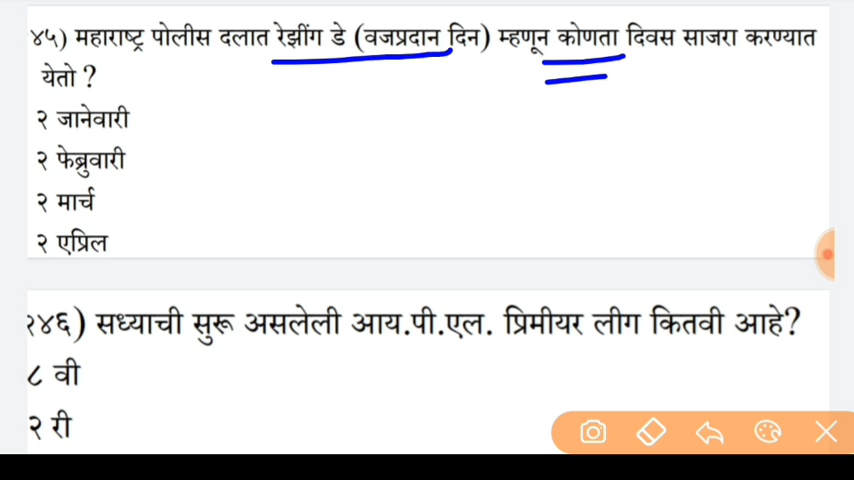 ४५) महाराष्ट्र पोलीस दलात रेझींग डे (वजप्रदान दिन) म्हणून कोणता दिवस साजरा करण्यात
येतो ?
२ जानेवारी
२ फेब्रुवारी
२ मार्च
२ एप्रिल
२४६) सध्याची सुरू असलेली आय.पी.एल. प्रिमीयर लीग कितवी आहे?
८ वी
२ री